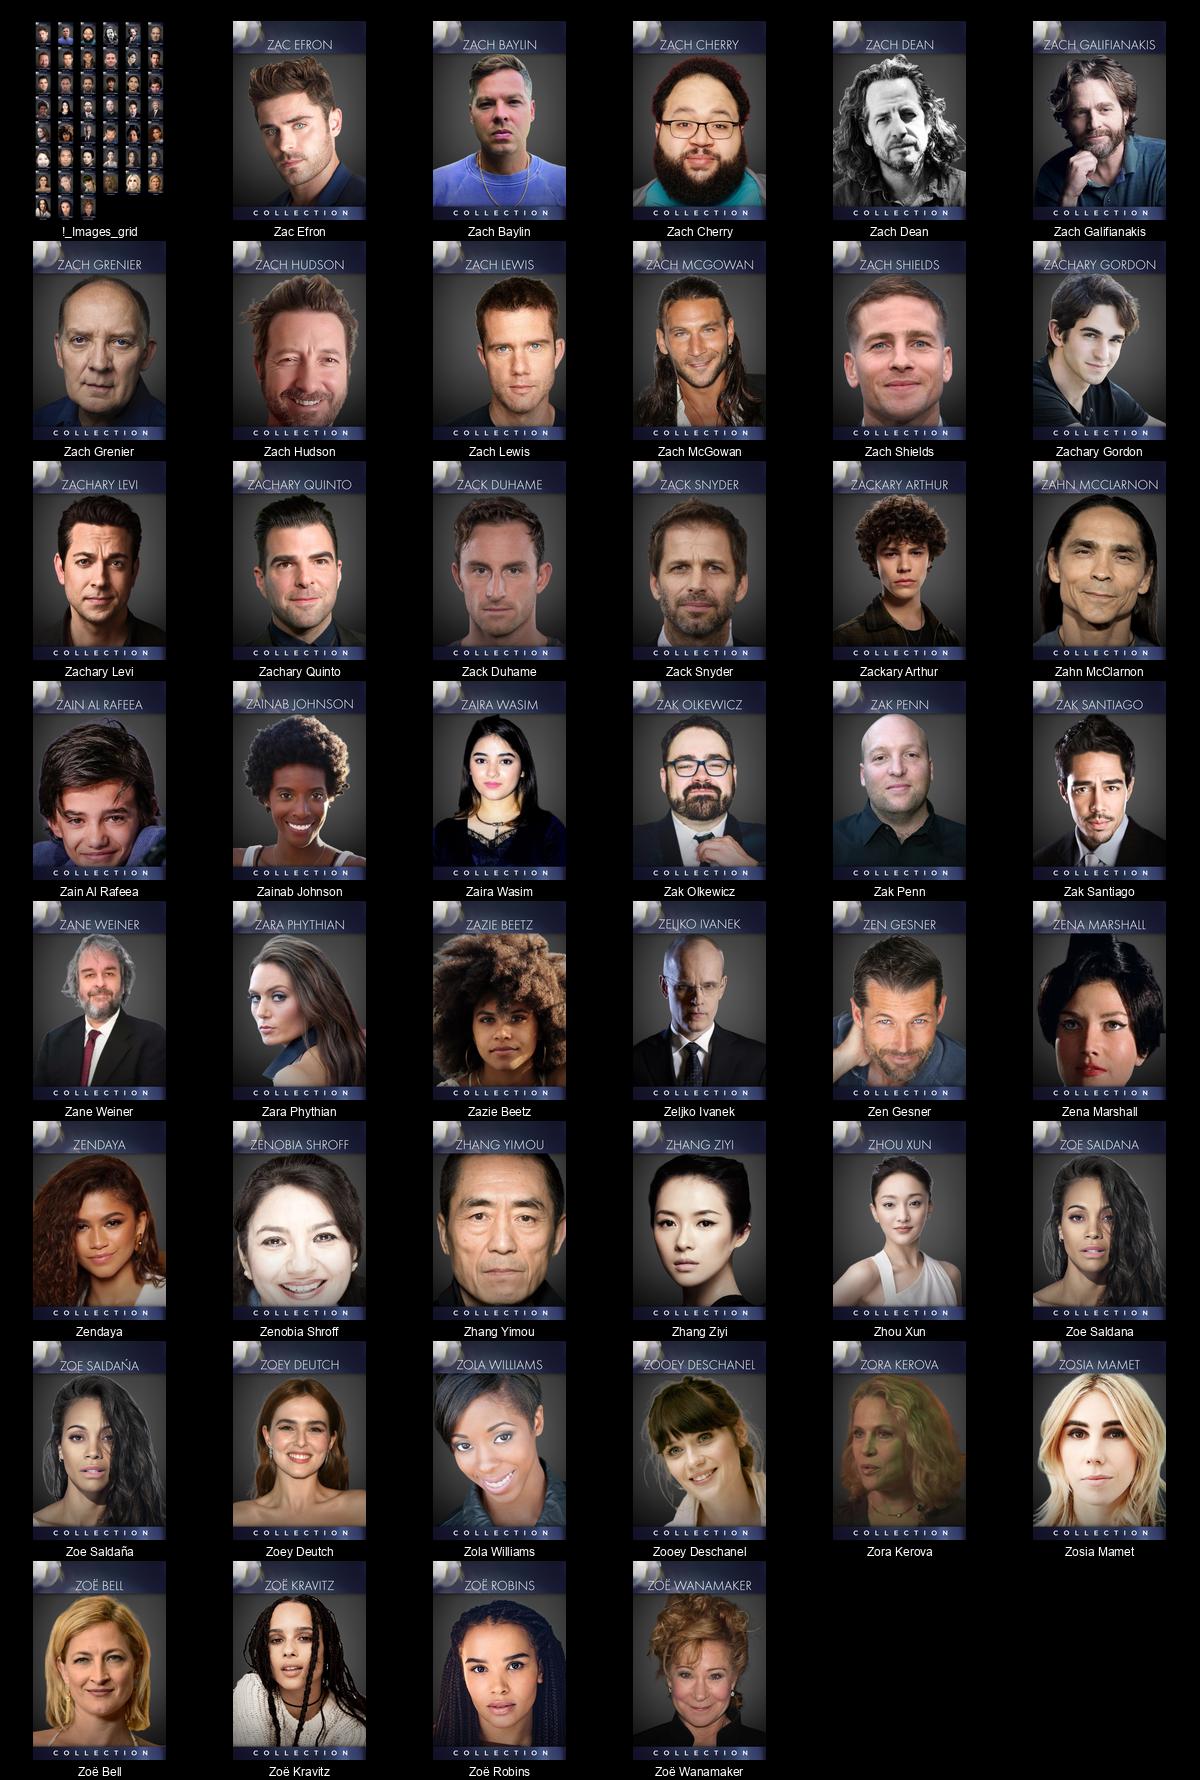 ZAC EFRON
ZACH BAYLIN
ZACH CHERRY
ZACH DEAN
ZACH GALIFIANAKIS
COLLECTION
COLLECTION
COLLECTION
COLLECTION
COLLECTION
!_Images_grid
Zac Efron
Zach Baylin
Zach Cherry
Zach Dean
Zach Galifianakis
ZACH GRENIER
ZACH HUDSON
ZACH LEWIS
ZACH MCGOWAN
ZACH SHIELDS
ZACHARY GORDON
COLLECTION
COLLECTION
COLLECTION
COLLECTION
COLLECTION
COLLECTION
Zach Grenier
Zach Hudson
Zach Lewis
Zach McGowan
Zach Shields
Zachary Gordon
ZACHARY LEVI
ZACHARY QUINTO
ZACK DUHAME
ZACK SNYDER
ZACKARY ARTHUR
ZAHN MCCLARNON
COLLECTION
COLLECTION
COLLECTION
COLLECTION
COLLECTION
COLLECTION
Zachary Levi
Zachary Quinto
Zack Duhame
Zack Snyder
Zackary Arthur
Zahn McClarnon
ZAIN AL RAFEEA
ZAINAB JOHNSON
ZAIRA WASIM
ZAK OLKEWICZ
ZAK PENN
ZAK SANTIAGO
COLLECTION
COLLECTION
COLLECTION
COLLECTION
COLLECTION
COLLECTION
Zain Al Rafeea
Zainab Johnson
Zaira Wasim
Zak Olkewicz
Zak Penn
Zak Santiago
ZANE WEINER
ZARA PHYTHIAN
ZAZIE BEETZ
ZELJKO IVANEK
ZEN GESNER
ZENA MARSHALL
COLLECTION
COLLECTION
COLLECTION
COLLECTION
COLLECTION
COLLECTION
Zane Weiner
Zara Phythian
Zazie Beetz
Zeljko Ivanek
Zen Gesner
Zena Marshall
ZENDAYA
ZENOBIA SHROFF
ZHANG YIMOU
ZHANG ZIYI
ZHOU XUN
ZOE SALDANA
COLLECTION
COLLECTION
COLLECTION
COLLECTION
COLLECTION
COLLECTION
Zendaya
Zenobia Shroff
Zhang Yimou
Zhang Ziyi
Zhou Xun
Zoe Saldana
ZOE SALDAÑA
ZOEY DEUTCH
ZOLA WILLIAMS
ZOOEY DESCHANEL
ZORA KEROVA
ZOSIA MAMET
COLLECTION
COLLECTION
COLLECTION
COLLECTION
COLLECTION
COLLECTION
Zoe Saldaña
Zoey Deutch
Zola Williams
Zooey Deschanel
Zora Kerova
Zosia Mamet
ZOË BELL
ZOË KRAVITZ
ZOË ROBINS
ZOË WANAMAKER
COLLECTION
COLLECTION
COLLECTION
COLLECTION
Zoë Bell
Zoë Kravitz
Zoë Robins
Zoë Wanamaker